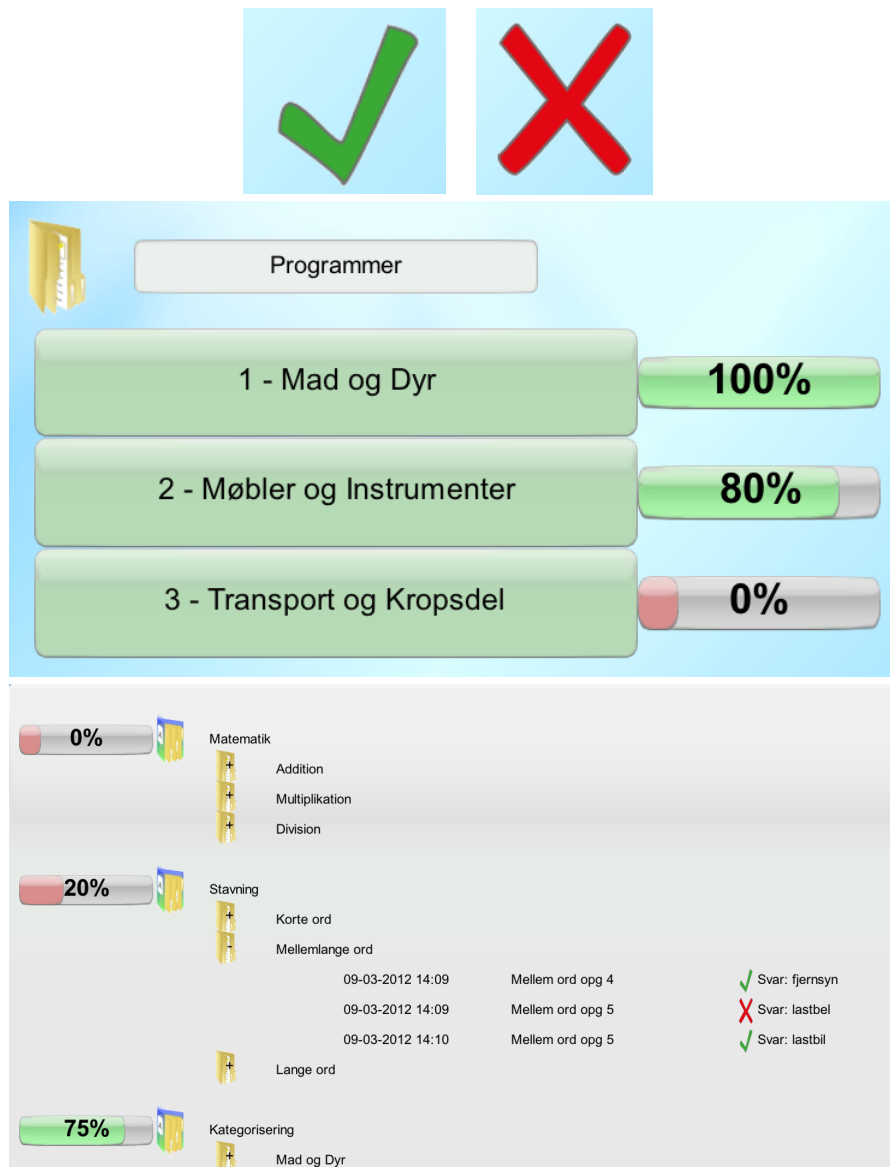 Programmer
1 - Mad og Dyr 100%
2 - Møbler og Instrumenter 80%
3 - Transport og Kropsdel 0%
0% Matematik
+ Addition
+ Multiplikation
+ Division
20% Stavning
+ Korte ord
- Mellemlange ord
09-03-2012 14:09 Mellem ord opg 4 Svar: fjernsyn
09-03-2012 14:09 Mellem ord opg 5 Svar: lastbel
09-03-2012 14:10 Mellem ord opg 5 Svar: lastbil
+ Lange ord
75% Kategorisering
+ Mad og Dyr